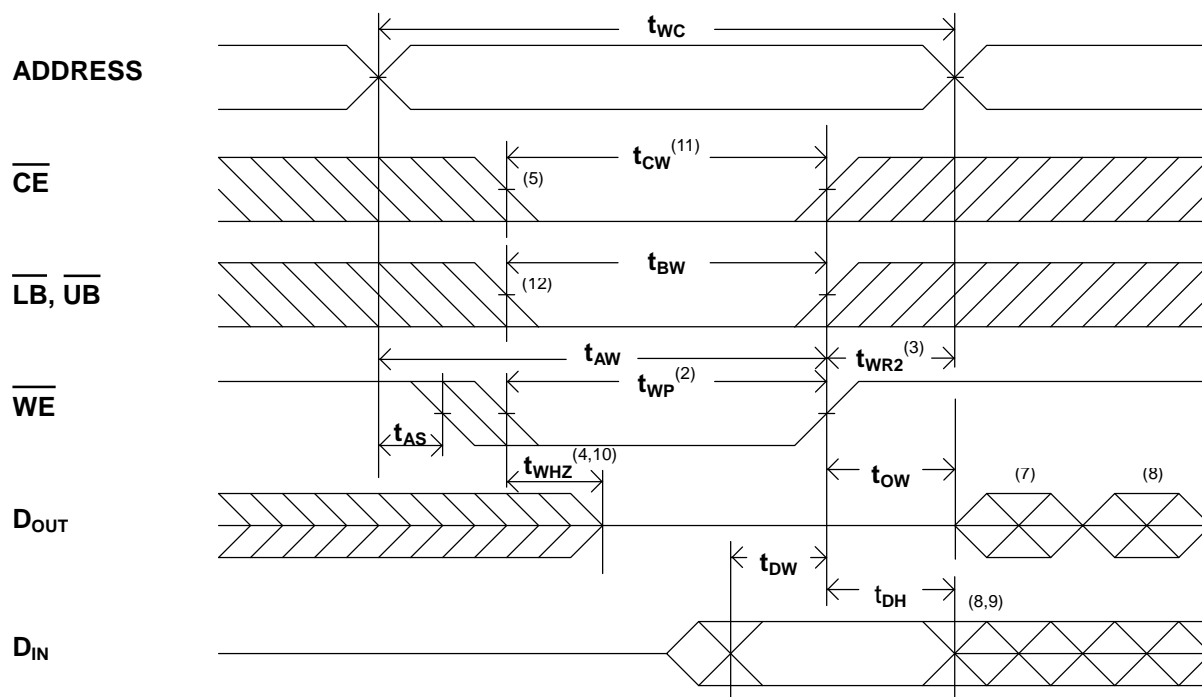 tWC
ADDRESS
tCW(11)
CE
(5)
tBW
LB, UB
(12)
tAW
tWR2(3)
WE
tWP(2)
tAS
tWHZ(4,10)
tOW
(7)
(8)
DOUT
tDW
tDH
(8,9)
DIN